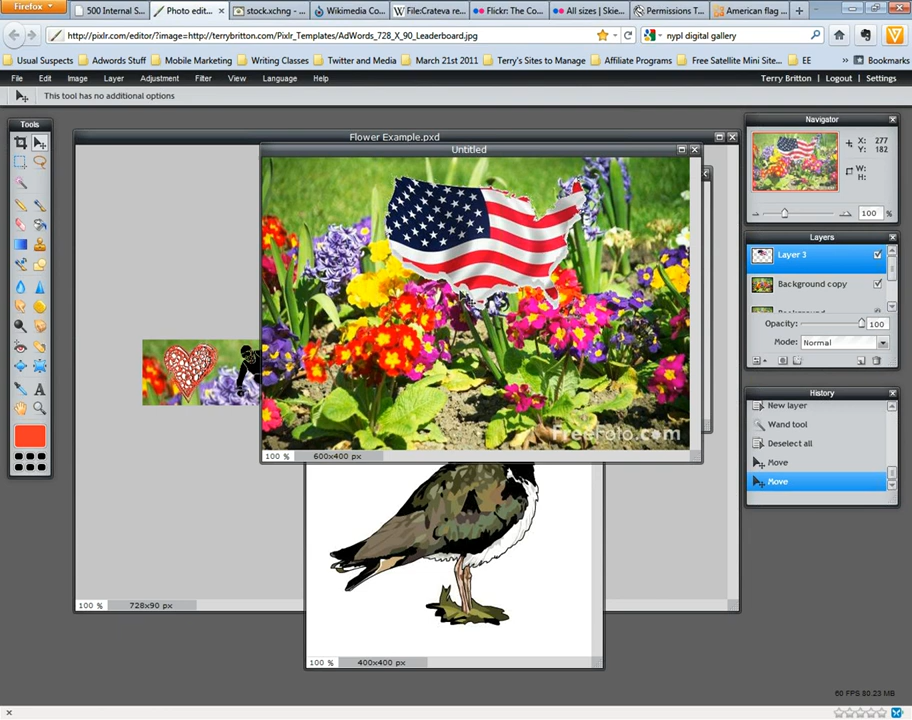 Firefox
500 Internal S...
Photo edit...
stock.xchng - ...
Wikimedia Co...
File:Crateva re...
Flickr: The Co...
All sizes | Skie...
Permissions T...
American flag ...
http://pixlr.com/editor/?image=http://terrybritton.com/Pixlr_Templates/AdWords_728_X_90_Leaderboard.jpg
nypl digital gallery
Usual Suspects
Adwords Stuff
Mobile Marketing
Writing Classes
Twitter and Media
March 21st 2011
Terry's Sites to Manage
Affiliate Programs
Free Satellite Mini Site...
EE
Bookmarks
File Edit Image Layer Adjustment Filter View Language Help
Terry Britton Logout Settings
This tool has no additional options
Tools
Flower Example.pxd
Untitled
Navigator
X: 277
Y: 182
W:
H:
100 %
Layers
Layer 3
Background copy
Background
Opacity: 100
Mode: Normal
History
New layer
Wand tool
Deselect all
Move
Move
FreeFoto.com
100 % 600x400 px
100 % 728x90 px
100 % 400x400 px
60 FPS 80.23 MB